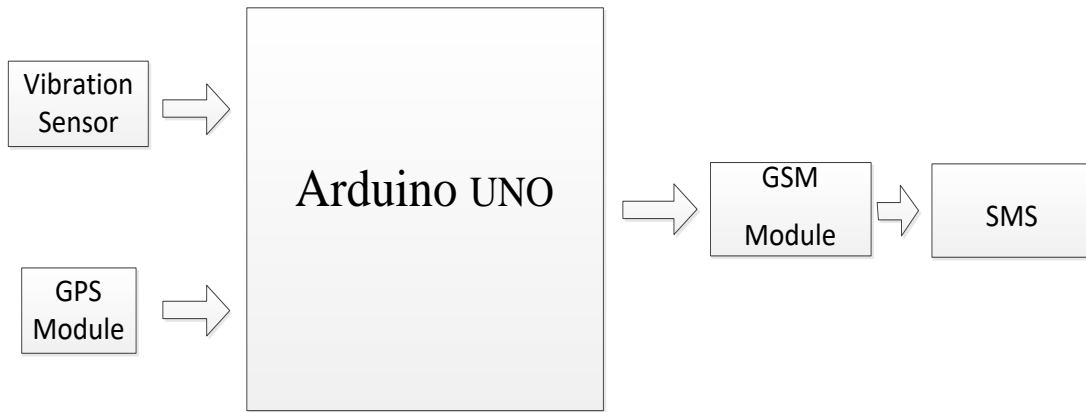 Vibration
Sensor
GPS
Module
Arduino UNO
GSM
Module
SMS